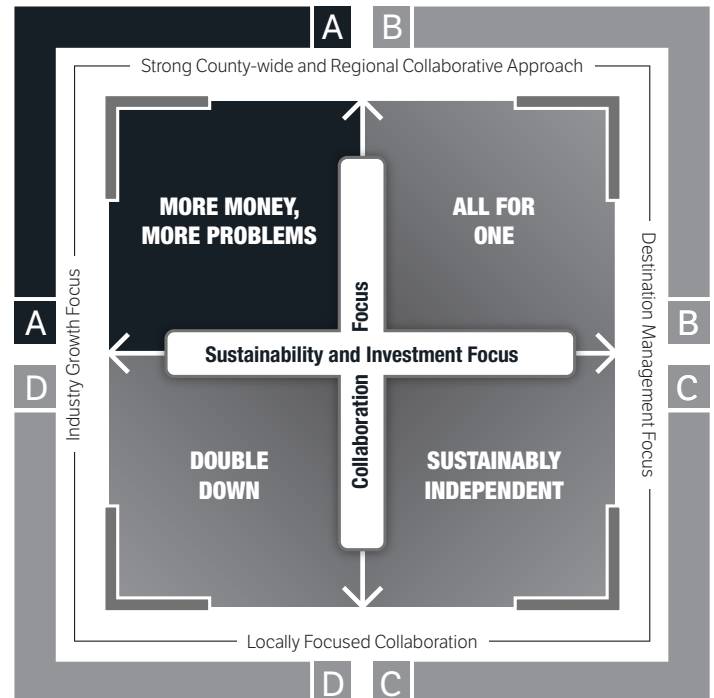 A B
Strong County-wide and Regional Collaborative Approach
MORE MONEY,
MORE PROBLEMS
ALL FOR
ONE
Industry Growth Focus
Destination Management Focus
A
B
Sustainability and Investment Focus
Collaboration Focus
D
C
DOUBLE
DOWN
SUSTAINABLY
INDEPENDENT
Locally Focused Collaboration
D C